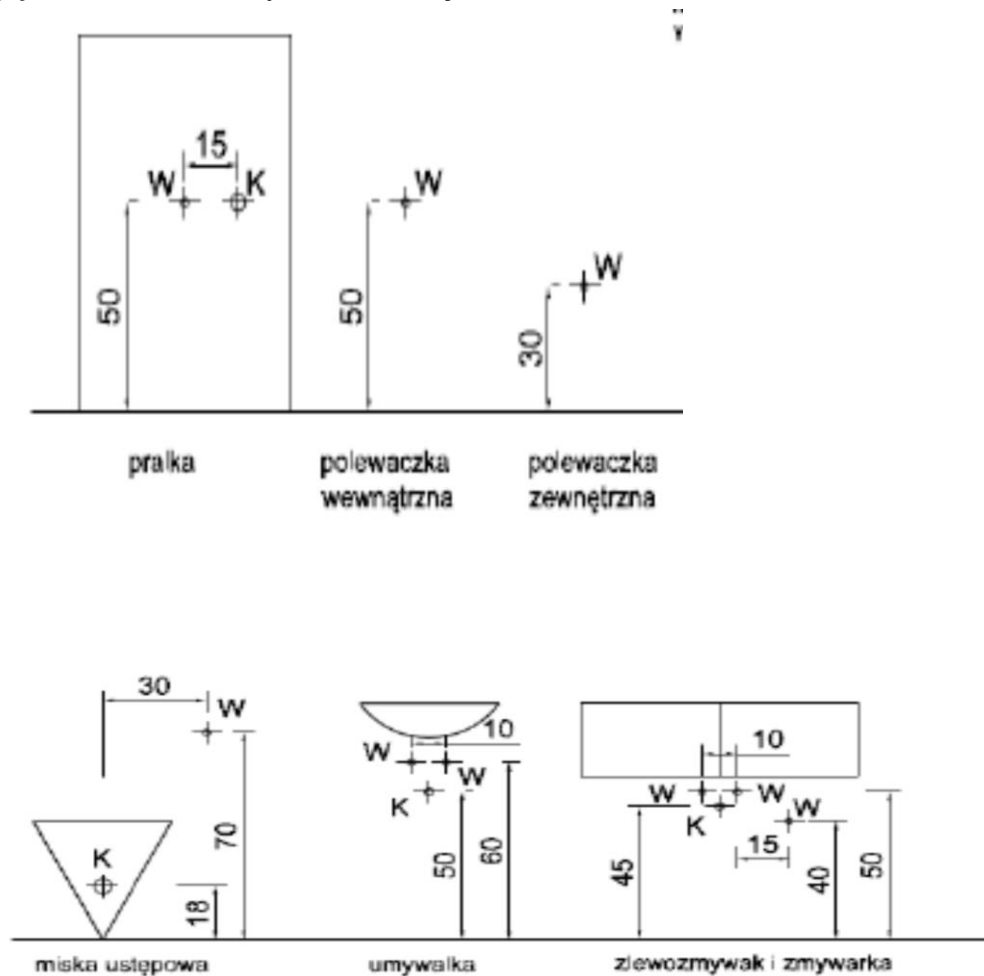 15
W K W
W
50 50 30
pralka polewaczka polewaczka
wewnątrzna zewnętrzna
30
W
10 10
W W W W
K K W
K 15
70 50 60 45 40 50
18
miska ustępowa umywalka zlewozmywak i zmywarka